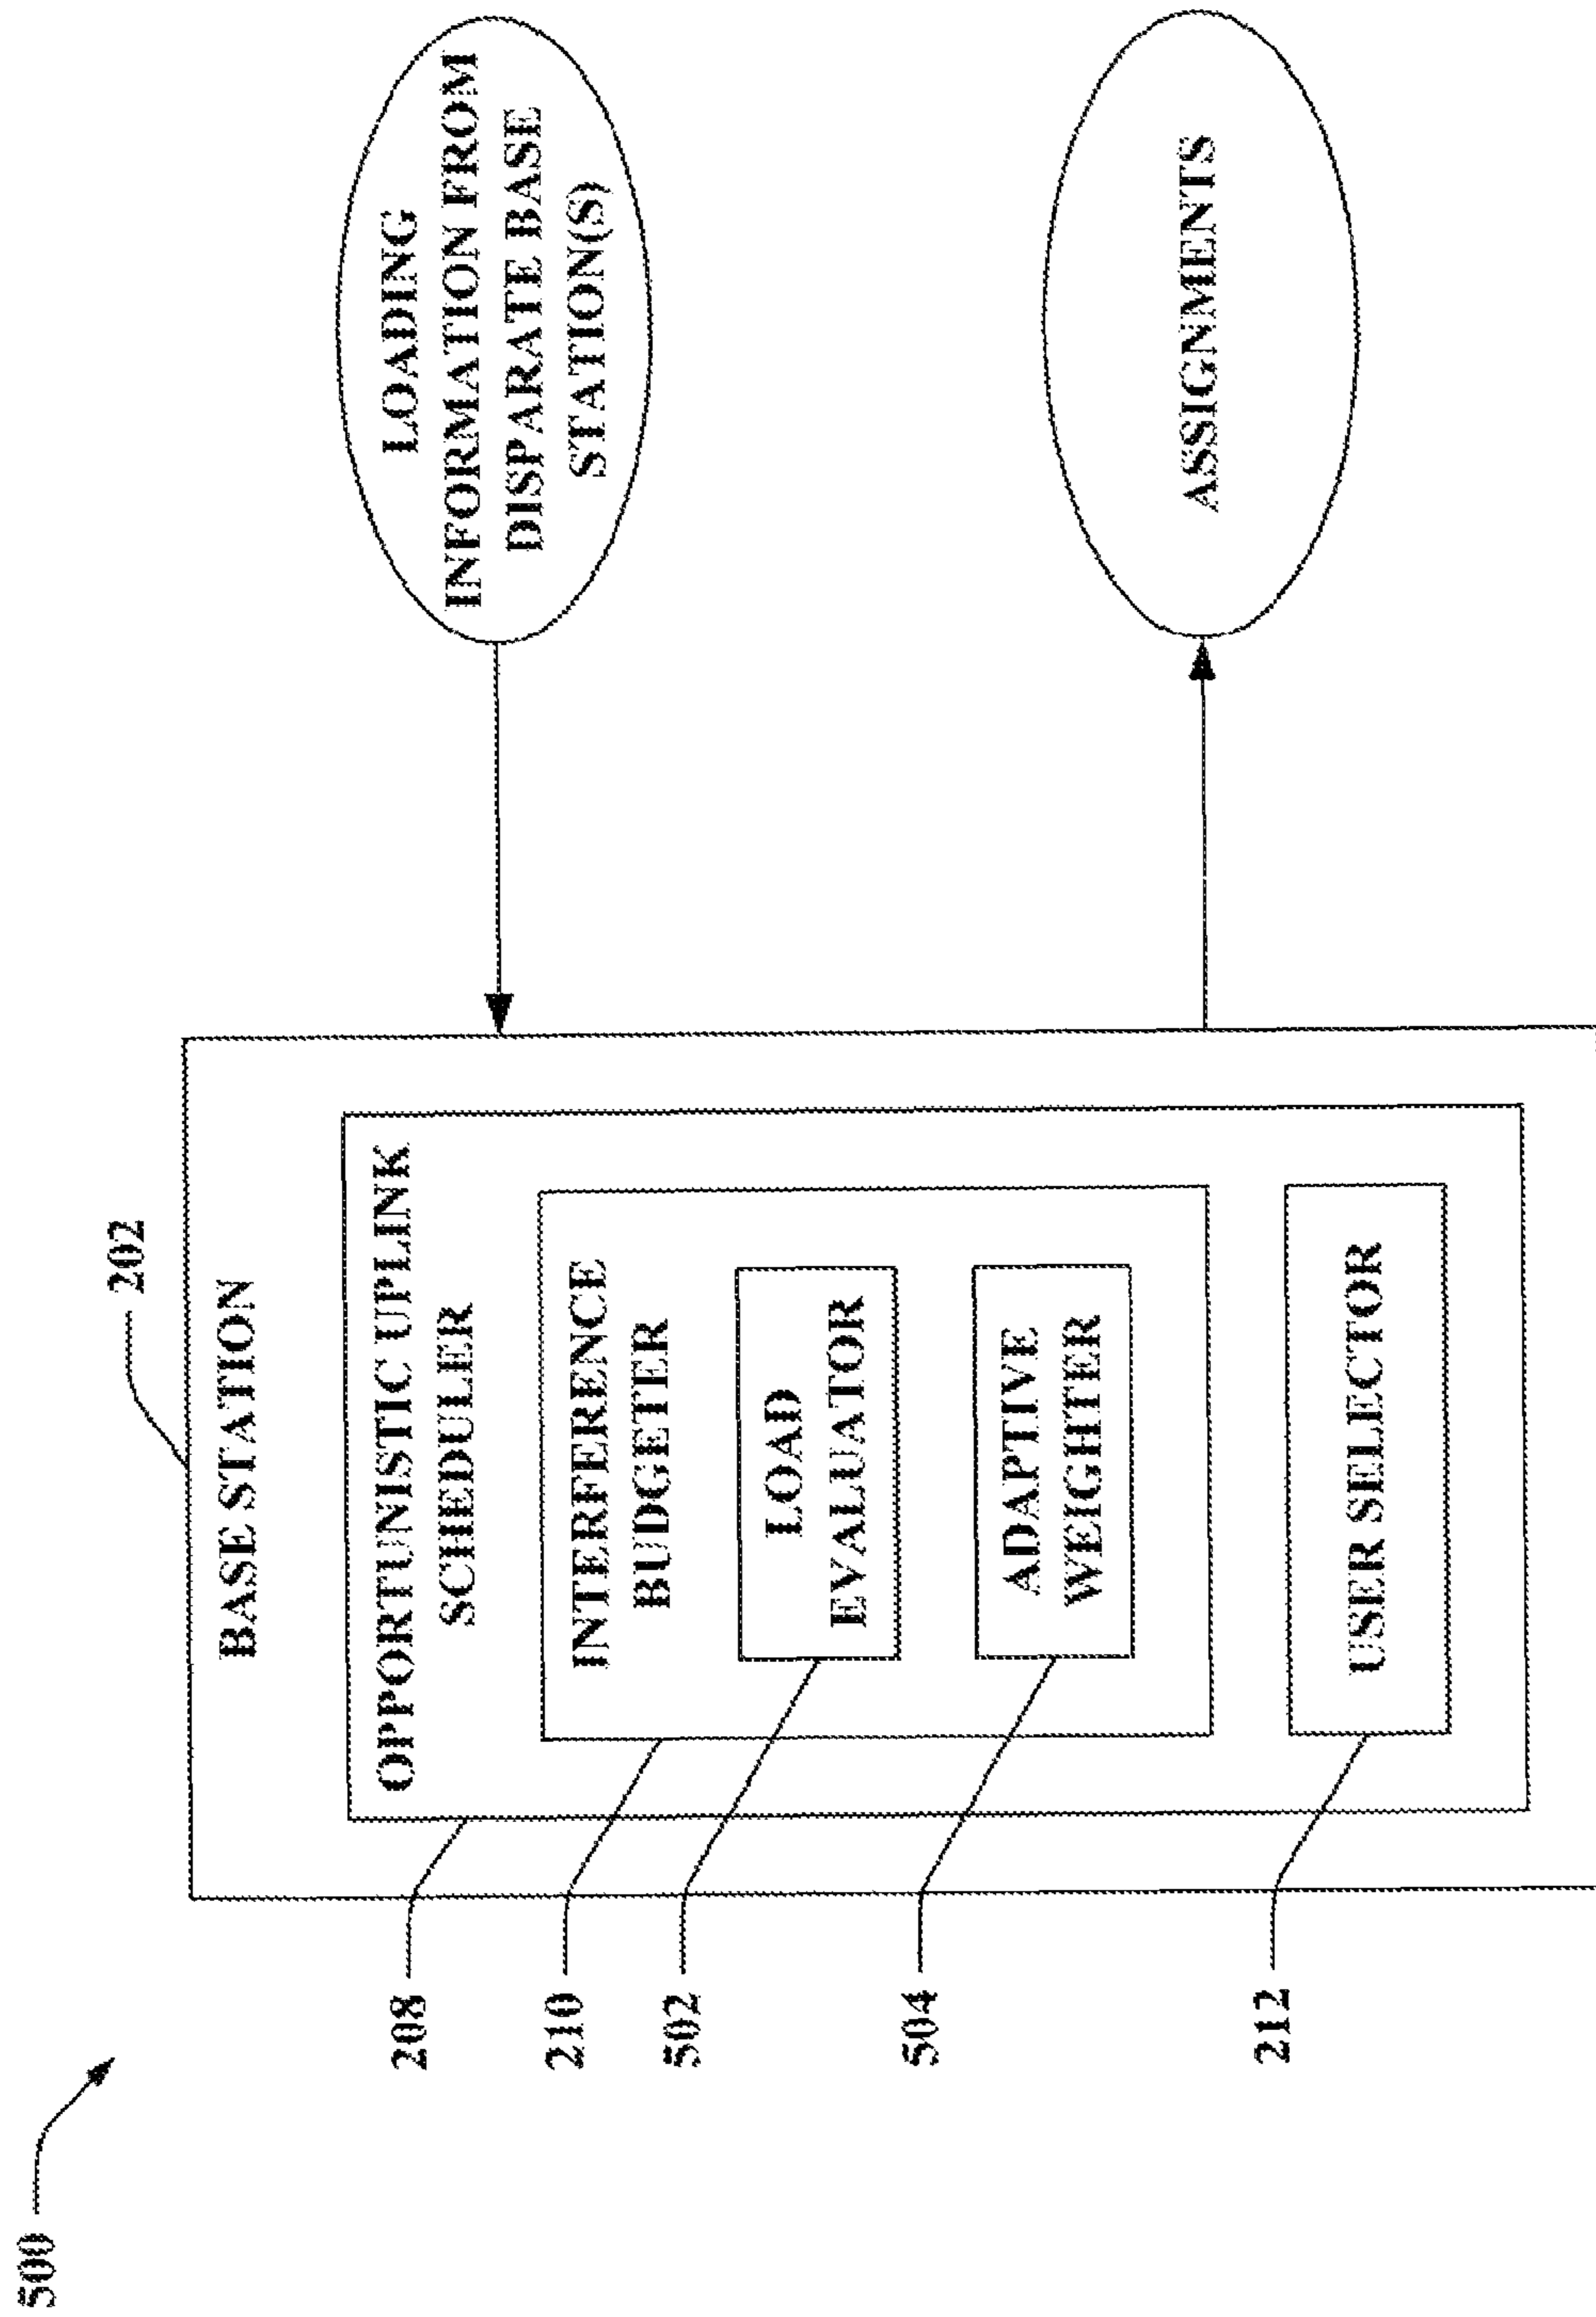 500
202
BASE STATION
208
OPPORTUNISTIC UPLINK
SCHEDULER
210
INTERFERENCE
BUDGETER
502
LOAD
EVALUATOR
504
ADAPTIVE
WEIGHTER
212
USER SELECTOR
LOADING
INFORMATION FROM
DISPARATE BASE
STATION(S)
ASSIGNMENTS